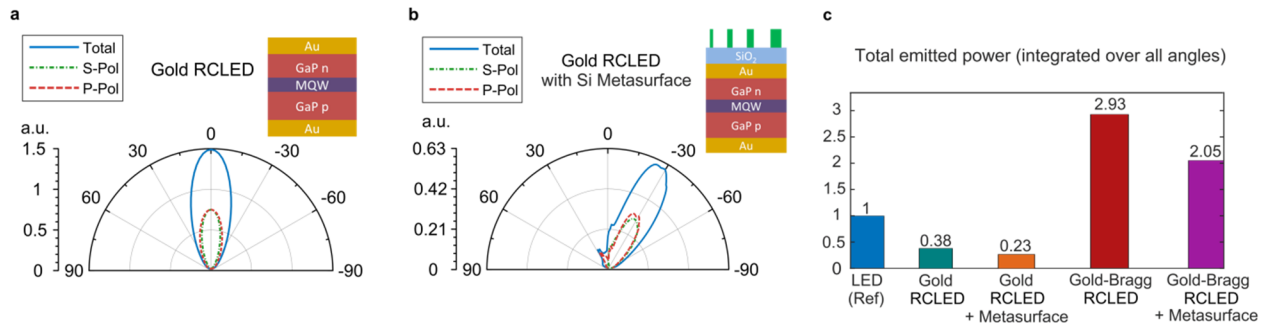 a
Total
S-Pol
P-Pol
Gold RCLED
Au
GaP n
MQW
GaP p
Au
a.u.
1.5
1
0.5
0
90
60
30
0
-30
-60
-90
b
Total
S-Pol
P-Pol
Gold RCLED
with Si Metasurface
SiO₂
Au
GaP n
MQW
GaP p
Au
a.u.
0.63
0.42
0.21
0
90
60
30
0
-30
-60
-90
c
Total emitted power (integrated over all angles)
3
2.5
2
1.5
1
0.5
0
1
0.38
0.23
2.93
2.05
LED
(Ref)
Gold
RCLED
Gold
RCLED
+ Metasurface
Gold-Bragg
RCLED
Gold-Bragg
RCLED
+ Metasurface